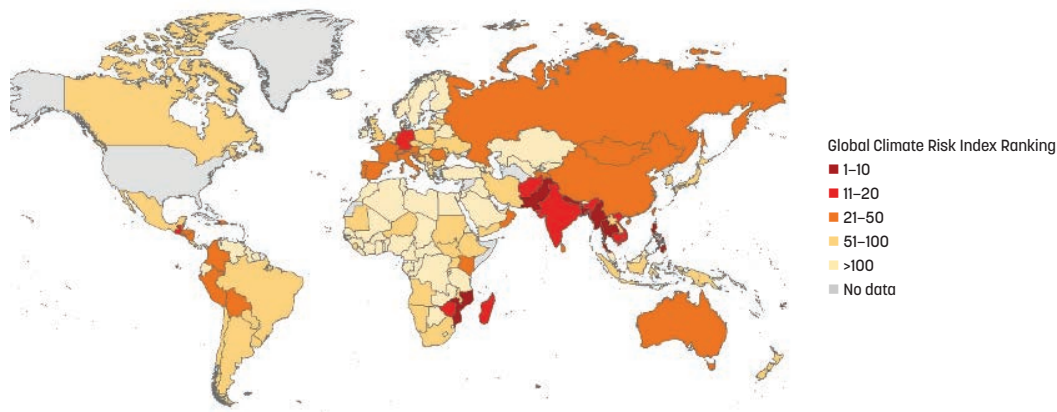 Global Climate Risk Index Ranking
1–10
11–20
21–50
51–100
>100
No data